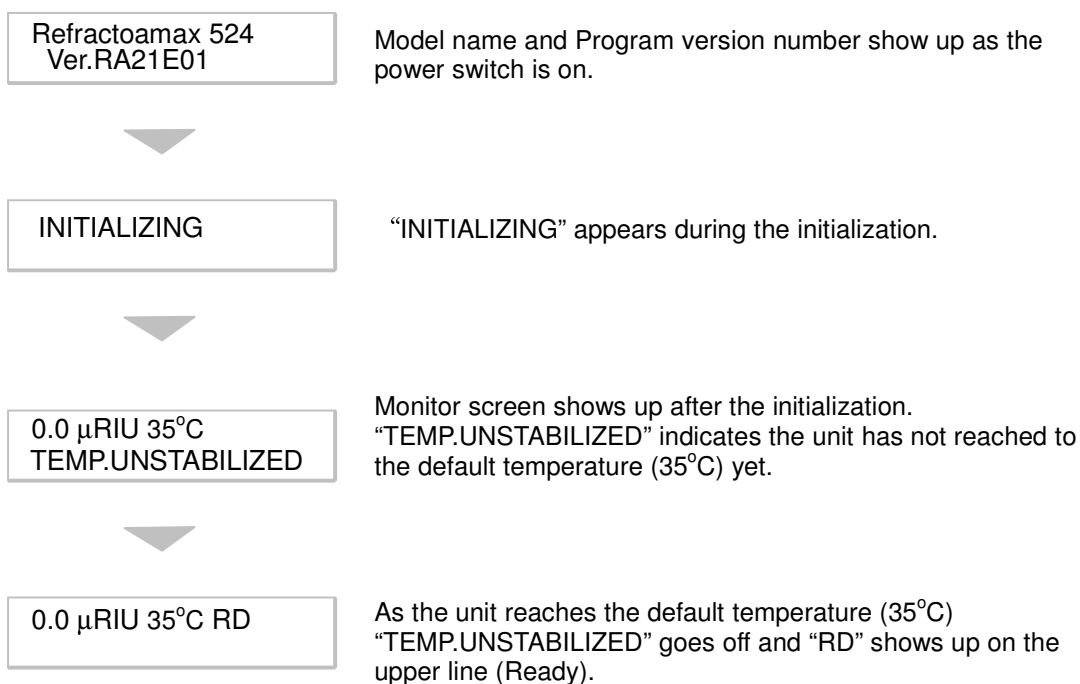 Refractoamax 524
Ver.RA21E01
Model name and Program version number show up as the
power switch is on.
INITIALIZING
“INITIALIZING” appears during the initialization.
0.0 μRIU 35°C
TEMP.UNSTABILIZED
Monitor screen shows up after the initialization.
“TEMP.UNSTABILIZED” indicates the unit has not reached to
the default temperature (35°C) yet.
0.0 μRIU 35°C RD
As the unit reaches the default temperature (35°C)
“TEMP.UNSTABILIZED” goes off and “RD” shows up on the
upper line (Ready).